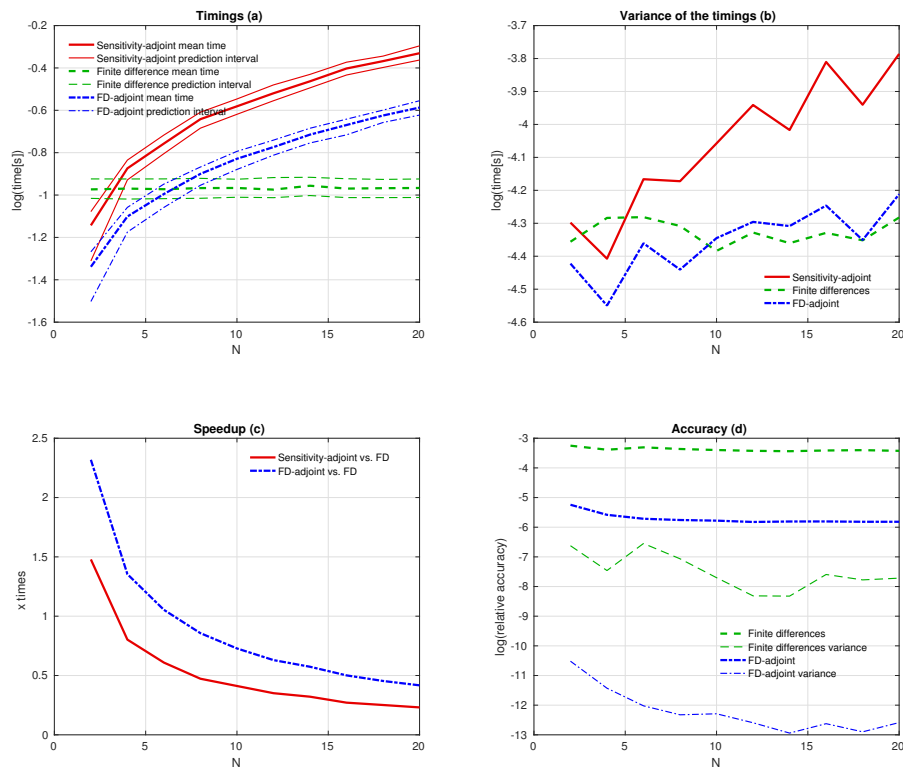 Timings (a)
-0.2
-0.4
-0.6
-0.8
-1
-1.2
-1.4
-1.6
log(time[s])
Sensitivity-adjoint mean time
Sensitivity-adjoint prediction interval
Finite difference mean time
Finite difference prediction interval
FD-adjoint mean time
FD-adjoint prediction interval
0 5 10 15 20
N
Variance of the timings (b)
-3.7
-3.8
-3.9
-4
-4.1
-4.2
-4.3
-4.4
-4.5
-4.6
log(time[s])
Sensitivity-adjoint
Finite differences
FD-adjoint
0 5 10 15 20
N
Speedup (c)
2.5
2
1.5
1
0.5
0
x times
Sensitivity-adjoint vs. FD
FD-adjoint vs. FD
0 5 10 15 20
N
Accuracy (d)
-3
-4
-5
-6
-7
-8
-9
-10
-11
-12
-13
log(relative accuracy)
Finite differences
Finite differences variance
FD-adjoint
FD-adjoint variance
0 5 10 15 20
N